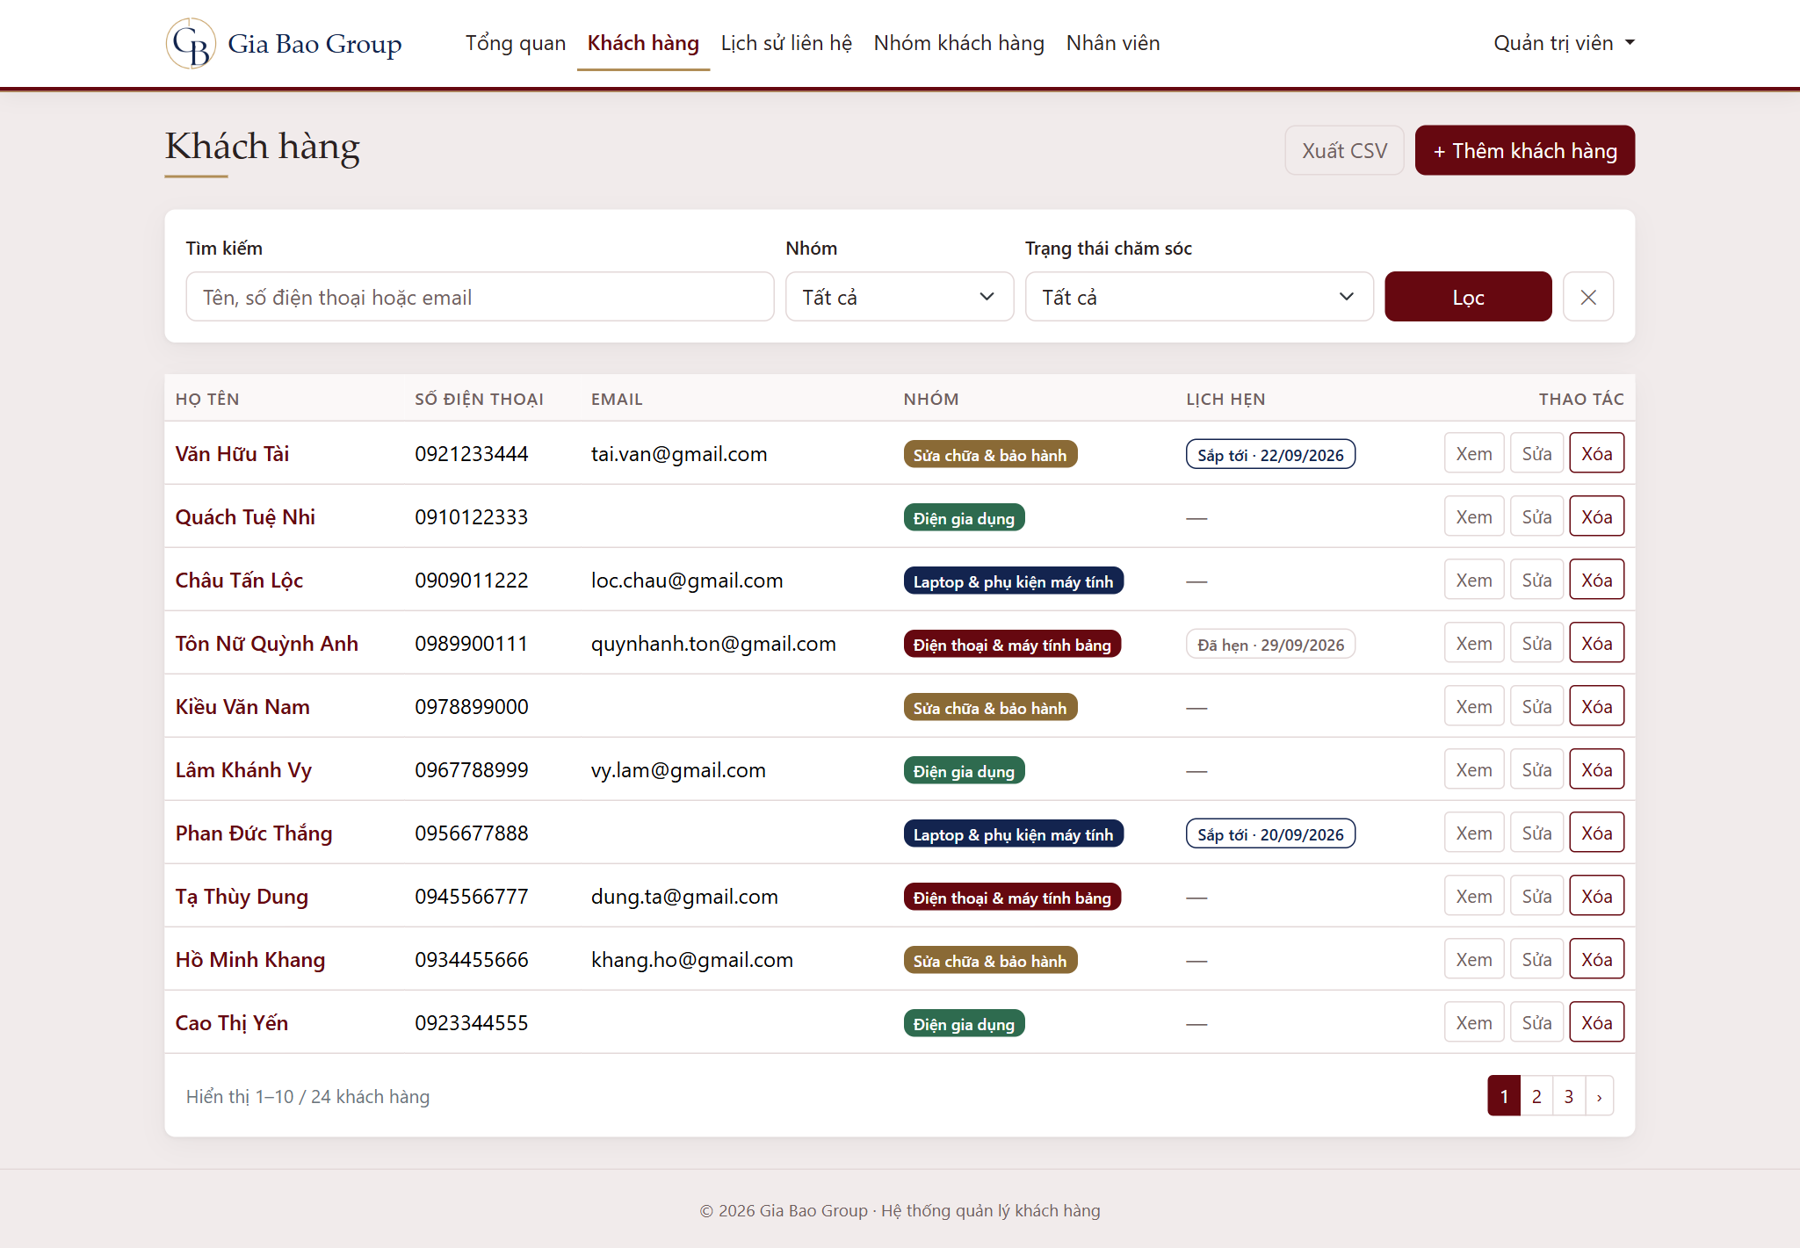 GB Gia Bao Group Tổng quan Khách hàng Lịch sử liên hệ Nhóm khách hàng Nhân viên Quản trị viên
Khách hàng Xuất CSV + Thêm khách hàng
Tìm kiếm Nhóm Trạng thái chăm sóc
Tên, số điện thoại hoặc email Tất cả Tất cả Lọc
HỌ TÊN SỐ ĐIỆN THOẠI EMAIL NHÓM LỊCH HẸN THAO TÁC
Văn Hữu Tài 0921233444 tai.van@gmail.com Sửa chữa & bảo hành Sắp tới · 22/09/2026 Xem Sửa Xóa
Quách Tuệ Nhi 0910122333 Điện gia dụng — Xem Sửa Xóa
Châu Tấn Lộc 0909011222 loc.chau@gmail.com Laptop & phụ kiện máy tính — Xem Sửa Xóa
Tôn Nữ Quỳnh Anh 0989900111 quynhanh.ton@gmail.com Điện thoại & máy tính bảng Đã hẹn · 29/09/2026 Xem Sửa Xóa
Kiều Văn Nam 0978899000 Sửa chữa & bảo hành — Xem Sửa Xóa
Lâm Khánh Vy 0967788999 vy.lam@gmail.com Điện gia dụng — Xem Sửa Xóa
Phan Đức Thắng 0956677888 Laptop & phụ kiện máy tính Sắp tới · 20/09/2026 Xem Sửa Xóa
Tạ Thùy Dung 0945566777 dung.ta@gmail.com Điện thoại & máy tính bảng — Xem Sửa Xóa
Hồ Minh Khang 0934455666 khang.ho@gmail.com Sửa chữa & bảo hành — Xem Sửa Xóa
Cao Thị Yến 0923344555 Điện gia dụng — Xem Sửa Xóa
Hiển thị 1–10 / 24 khách hàng 1 2 3 ›
© 2026 Gia Bao Group · Hệ thống quản lý khách hàng